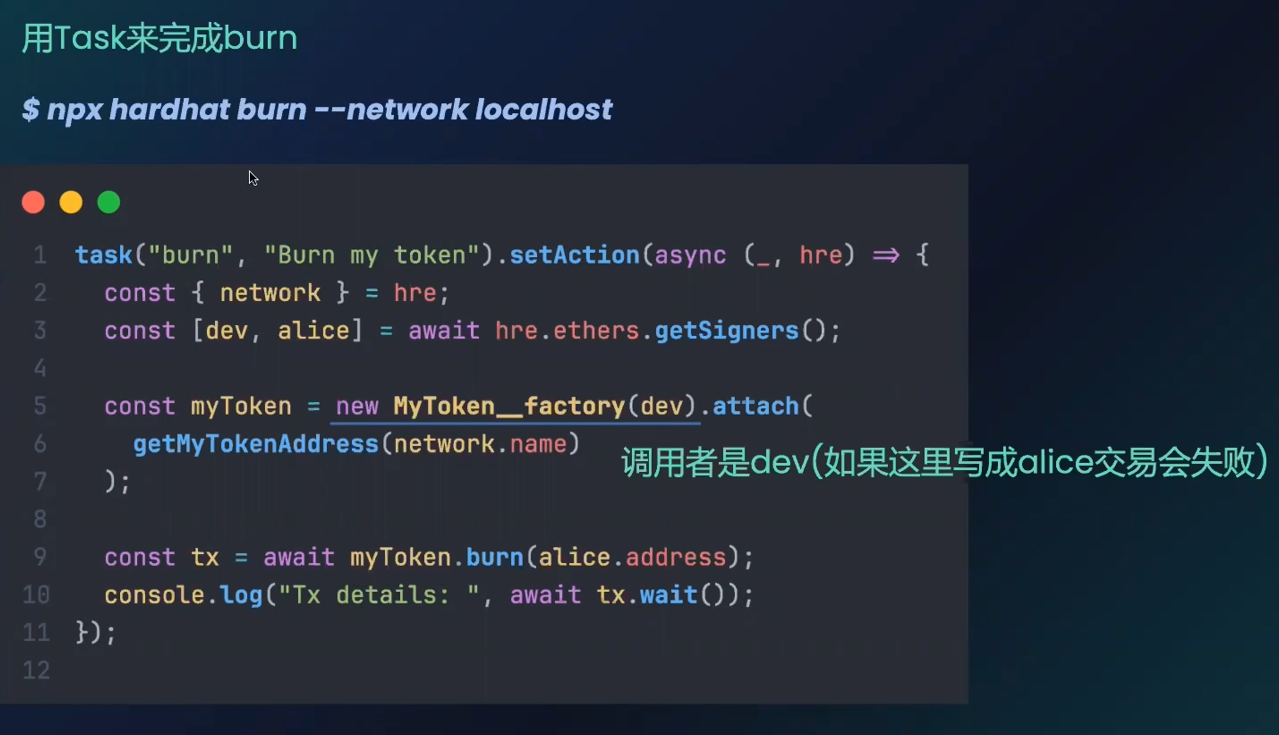 用Task来完成burn
$ npx hardhat burn --network localhost
1 task("burn", "Burn my token").setAction(async (_, hre) => {
2 const { network } = hre;
3 const [dev, alice] = await hre.ethers.getSigners();
4
5 const myToken = new MyToken__factory(dev).attach(
6 getMyTokenAddress(network.name)
调用者是dev(如果这里写成alice交易会失败)
7 );
8
9 const tx = await myToken.burn(alice.address);
10 console.log("Tx details: ", await tx.wait());
11 });
12